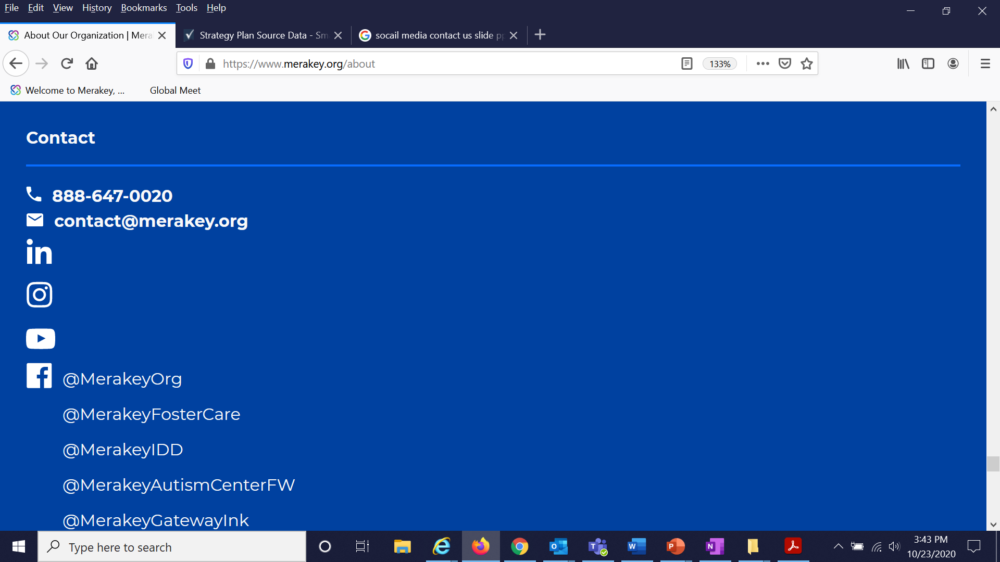 File Edit View History Bookmarks Tools Help
About Our Organization | Mera
Strategy Plan Source Data - Sm
socail media contact us slide pp
https://www.merakey.org/about
133%
Welcome to Merakey, ...
Global Meet
Contact
888-647-0020
contact@merakey.org
in
@MerakeyOrg
@MerakeyFosterCare
@MerakeyIDD
@MerakeyAutismCenterFW
@MerakeyGatewayInk
Type here to search
3:43 PM
10/23/2020